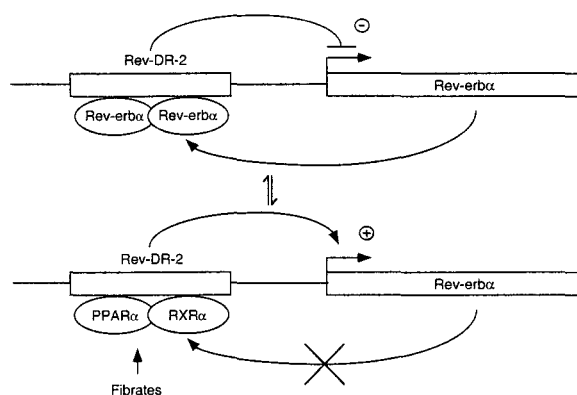 ⊖
Rev-DR-2
Rev-erbα
Rev-erbα
Rev-erbα
⊕
Rev-DR-2
Rev-erbα
PPARα
RXRα
Fibrates